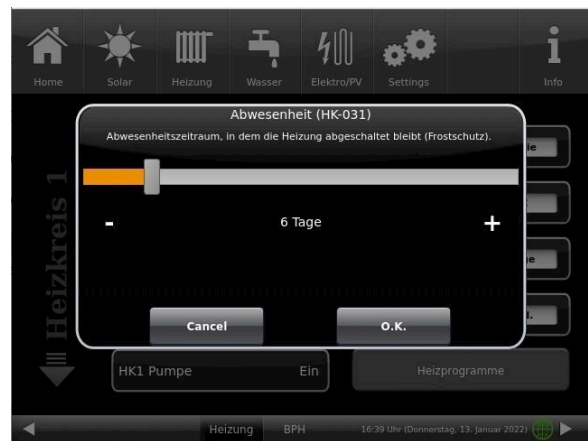 Home Solar Heizung Wasser Elektro/PV Settings Info
Abwesenheit (HK-031)
Abwesenheitszeitraum, in dem die Heizung abgeschaltet bleibt (Frostschutz).
- 6 Tage +
Cancel O.K.
Heizkreis 1
HK1 Pumpe Ein Heizprogramme
Heizung BPH 16:39 Uhr (Donnerstag, 13. Januar 2022)